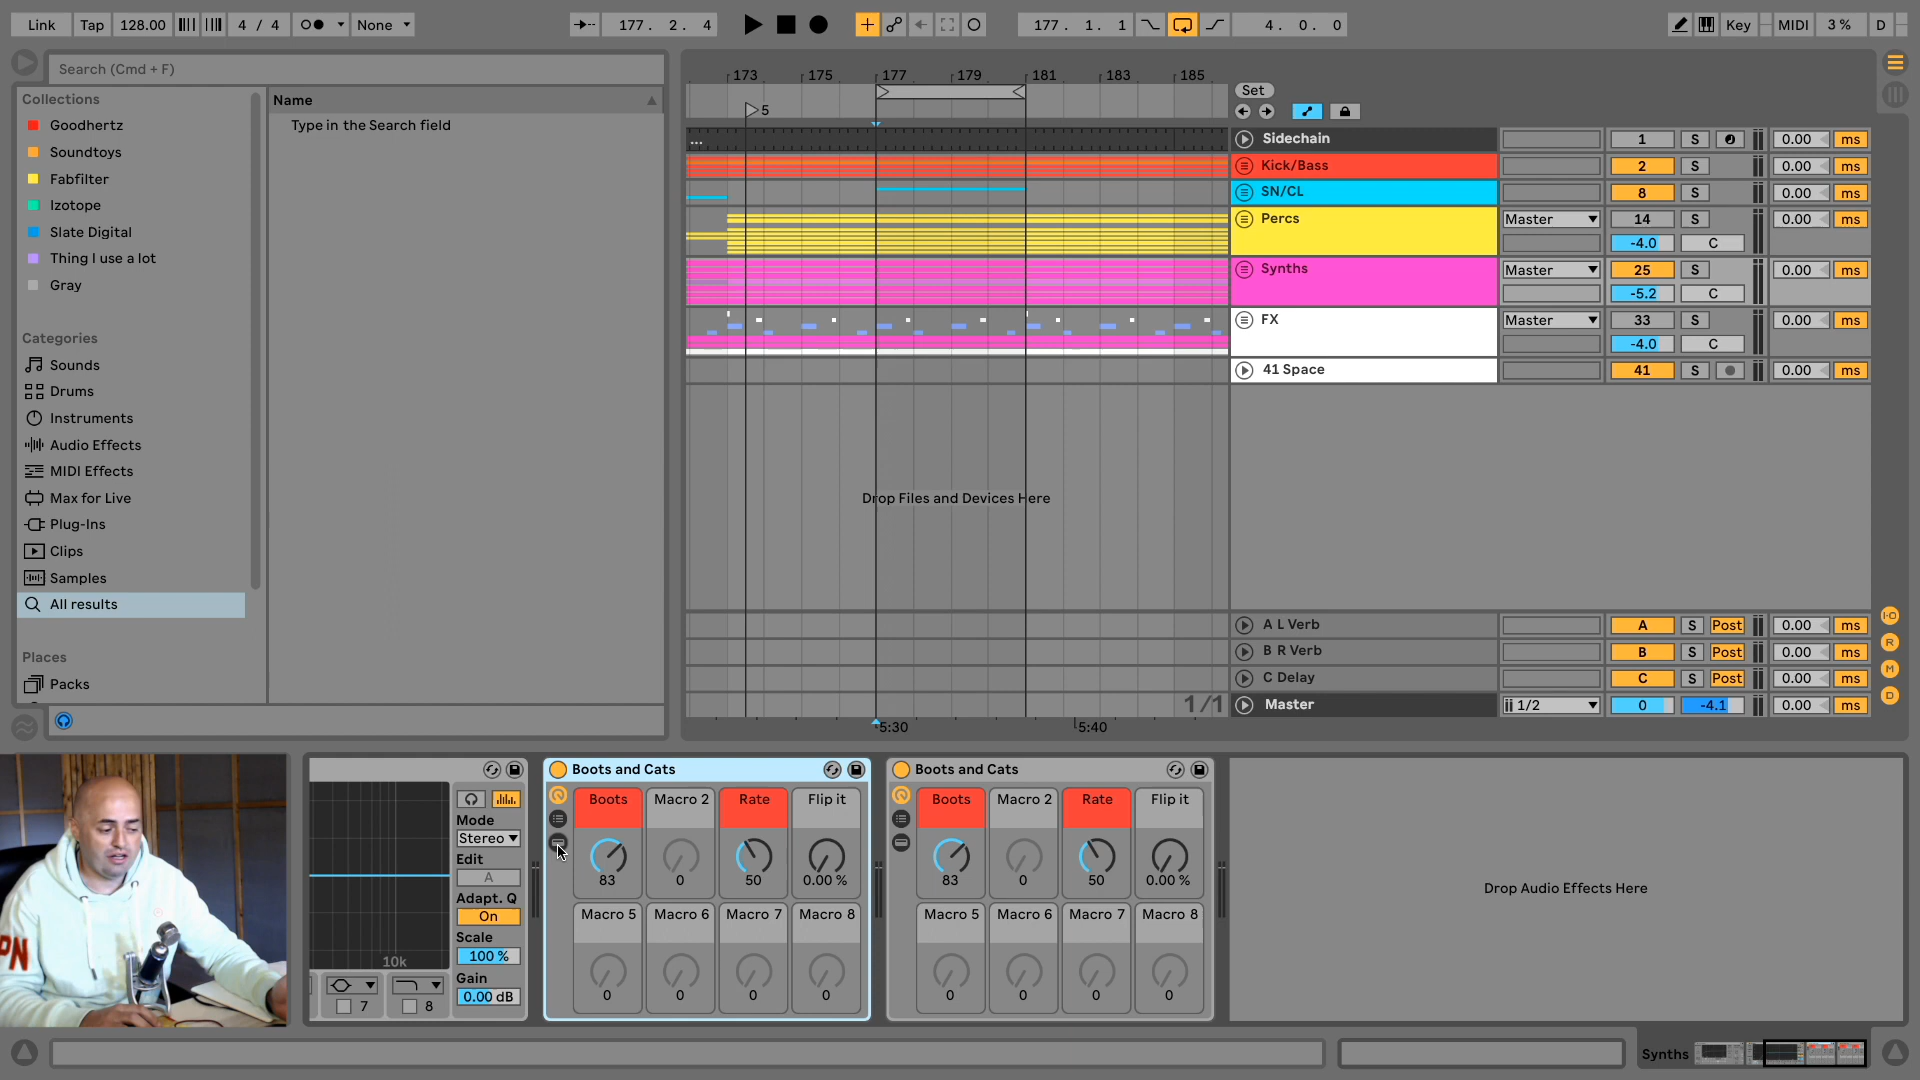 Link Tap 128.00 4 / 4 None 177. 2. 4 177. 1. 1 4. 0. 0 Key MIDI 3 % D
Search (Cmd + F)
Collections
Goodhertz
Soundtoys
Fabfilter
Izotope
Slate Digital
Thing I use a lot
Gray
Categories
Sounds
Drums
Instruments
Audio Effects
MIDI Effects
Max for Live
Plug-Ins
Clips
Samples
All results
Places
Packs
Name
Type in the Search field
173 175 177 179 181 183 185
5
...
Drop Files and Devices Here
1/1
5:30 5:40
Set
Sidechain 1 S 0.00 ms
Kick/Bass 2 S 0.00 ms
SN/CL 8 S 0.00 ms
Percs Master 14 S 0.00 ms
-4.0 C
Synths Master 25 S 0.00 ms
-5.2 C
FX Master 33 S 0.00 ms
-4.0 C
41 Space 41 S 0.00 ms
A L Verb A S Post 0.00 ms
B R Verb B S Post 0.00 ms
C Delay C S Post 0.00 ms
Master 1/2 0 -4.1 0.00 ms
I-O
R
M
D
10k
7 8
Mode
Stereo
Edit
A
Adapt. Q
On
Scale
100 %
Gain
0.00 dB
Boots and Cats
Boots Macro 2 Rate Flip it
83 0 50 0.00 %
Macro 5 Macro 6 Macro 7 Macro 8
0 0 0 0
Boots and Cats
Boots Macro 2 Rate Flip it
83 0 50 0.00 %
Macro 5 Macro 6 Macro 7 Macro 8
0 0 0 0
Drop Audio Effects Here
Synths